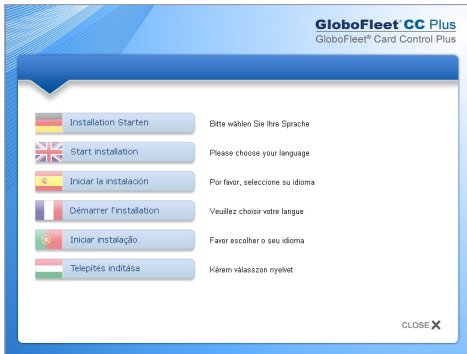 GloboFleet® CC Plus
GloboFleet® Card Control Plus
Installation Starten Bitte wählen Sie Ihre Sprache
Start installation Please choose your language
Iniciar la instalación Por favor, seleccione su idioma
Démarrer l'installation Veuillez choisir votre langue
Iniciar instalação Favor escolher o seu idioma
Telepítés indítása Kérem válasszon nyelvet
CLOSE X